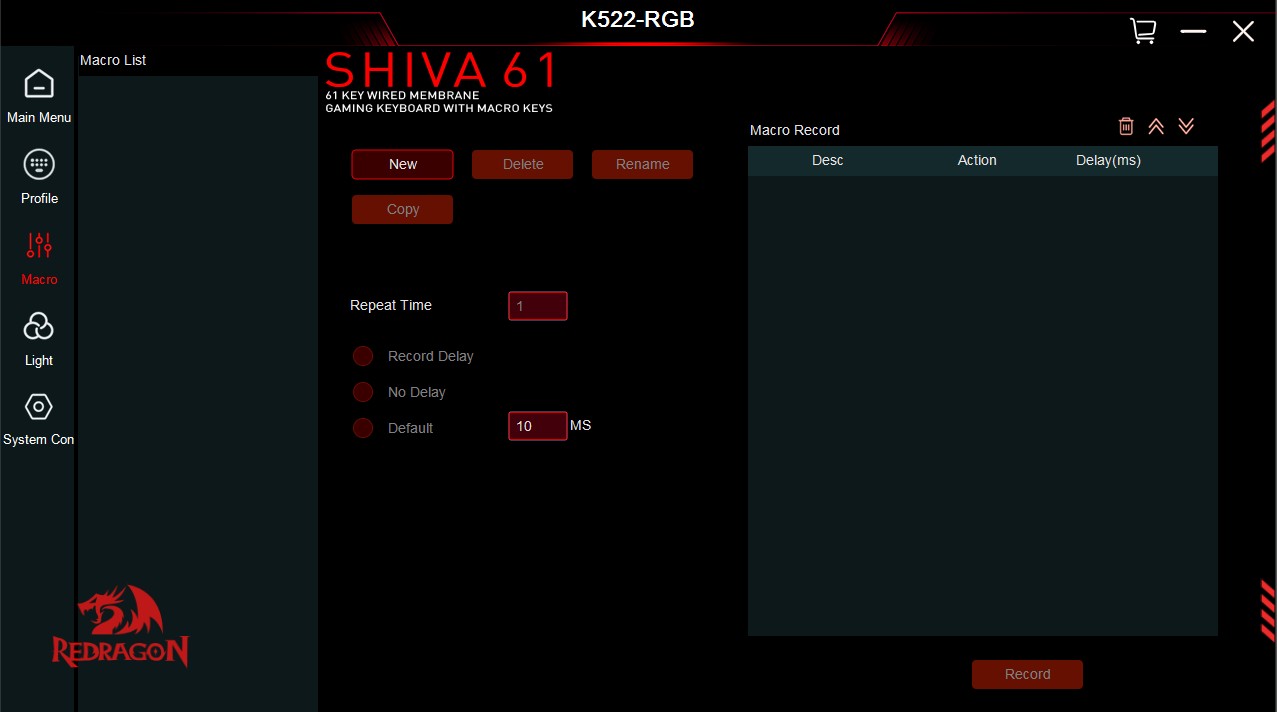 K522-RGB
Macro List
SHIVA 61
61 KEY WIRED MEMBRANE
GAMING KEYBOARD WITH MACRO KEYS
Main Menu
Profile
Macro
Light
System Con
REDRAGON
New
Delete
Rename
Copy
Repeat Time
1
Record Delay
No Delay
Default
10 MS
Macro Record
Desc Action Delay(ms)
Record